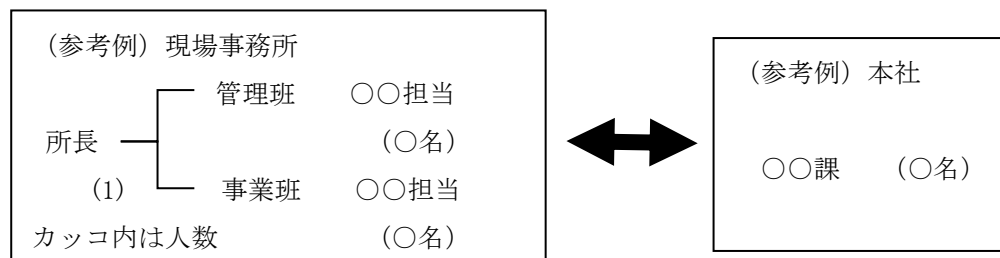 (参考例)現場事務所
管理班 ○○担当
所長 (○名)
(1) 事業班 ○○担当
カッコ内は人数 (○名)
(参考例)本社
○○課 (○名)